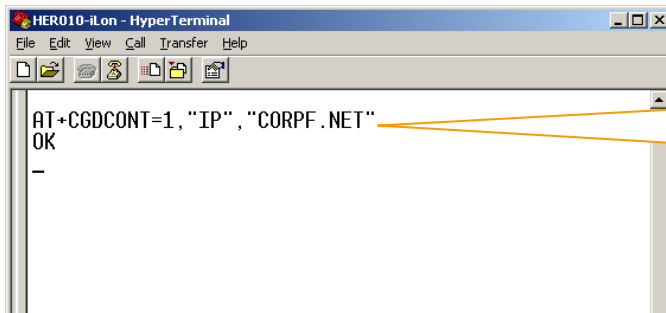 HER010-iLon - HyperTerminal
File Edit View Call Transfer Help
AT+CGDCONT=1,"IP","CORPF.NET"
OK